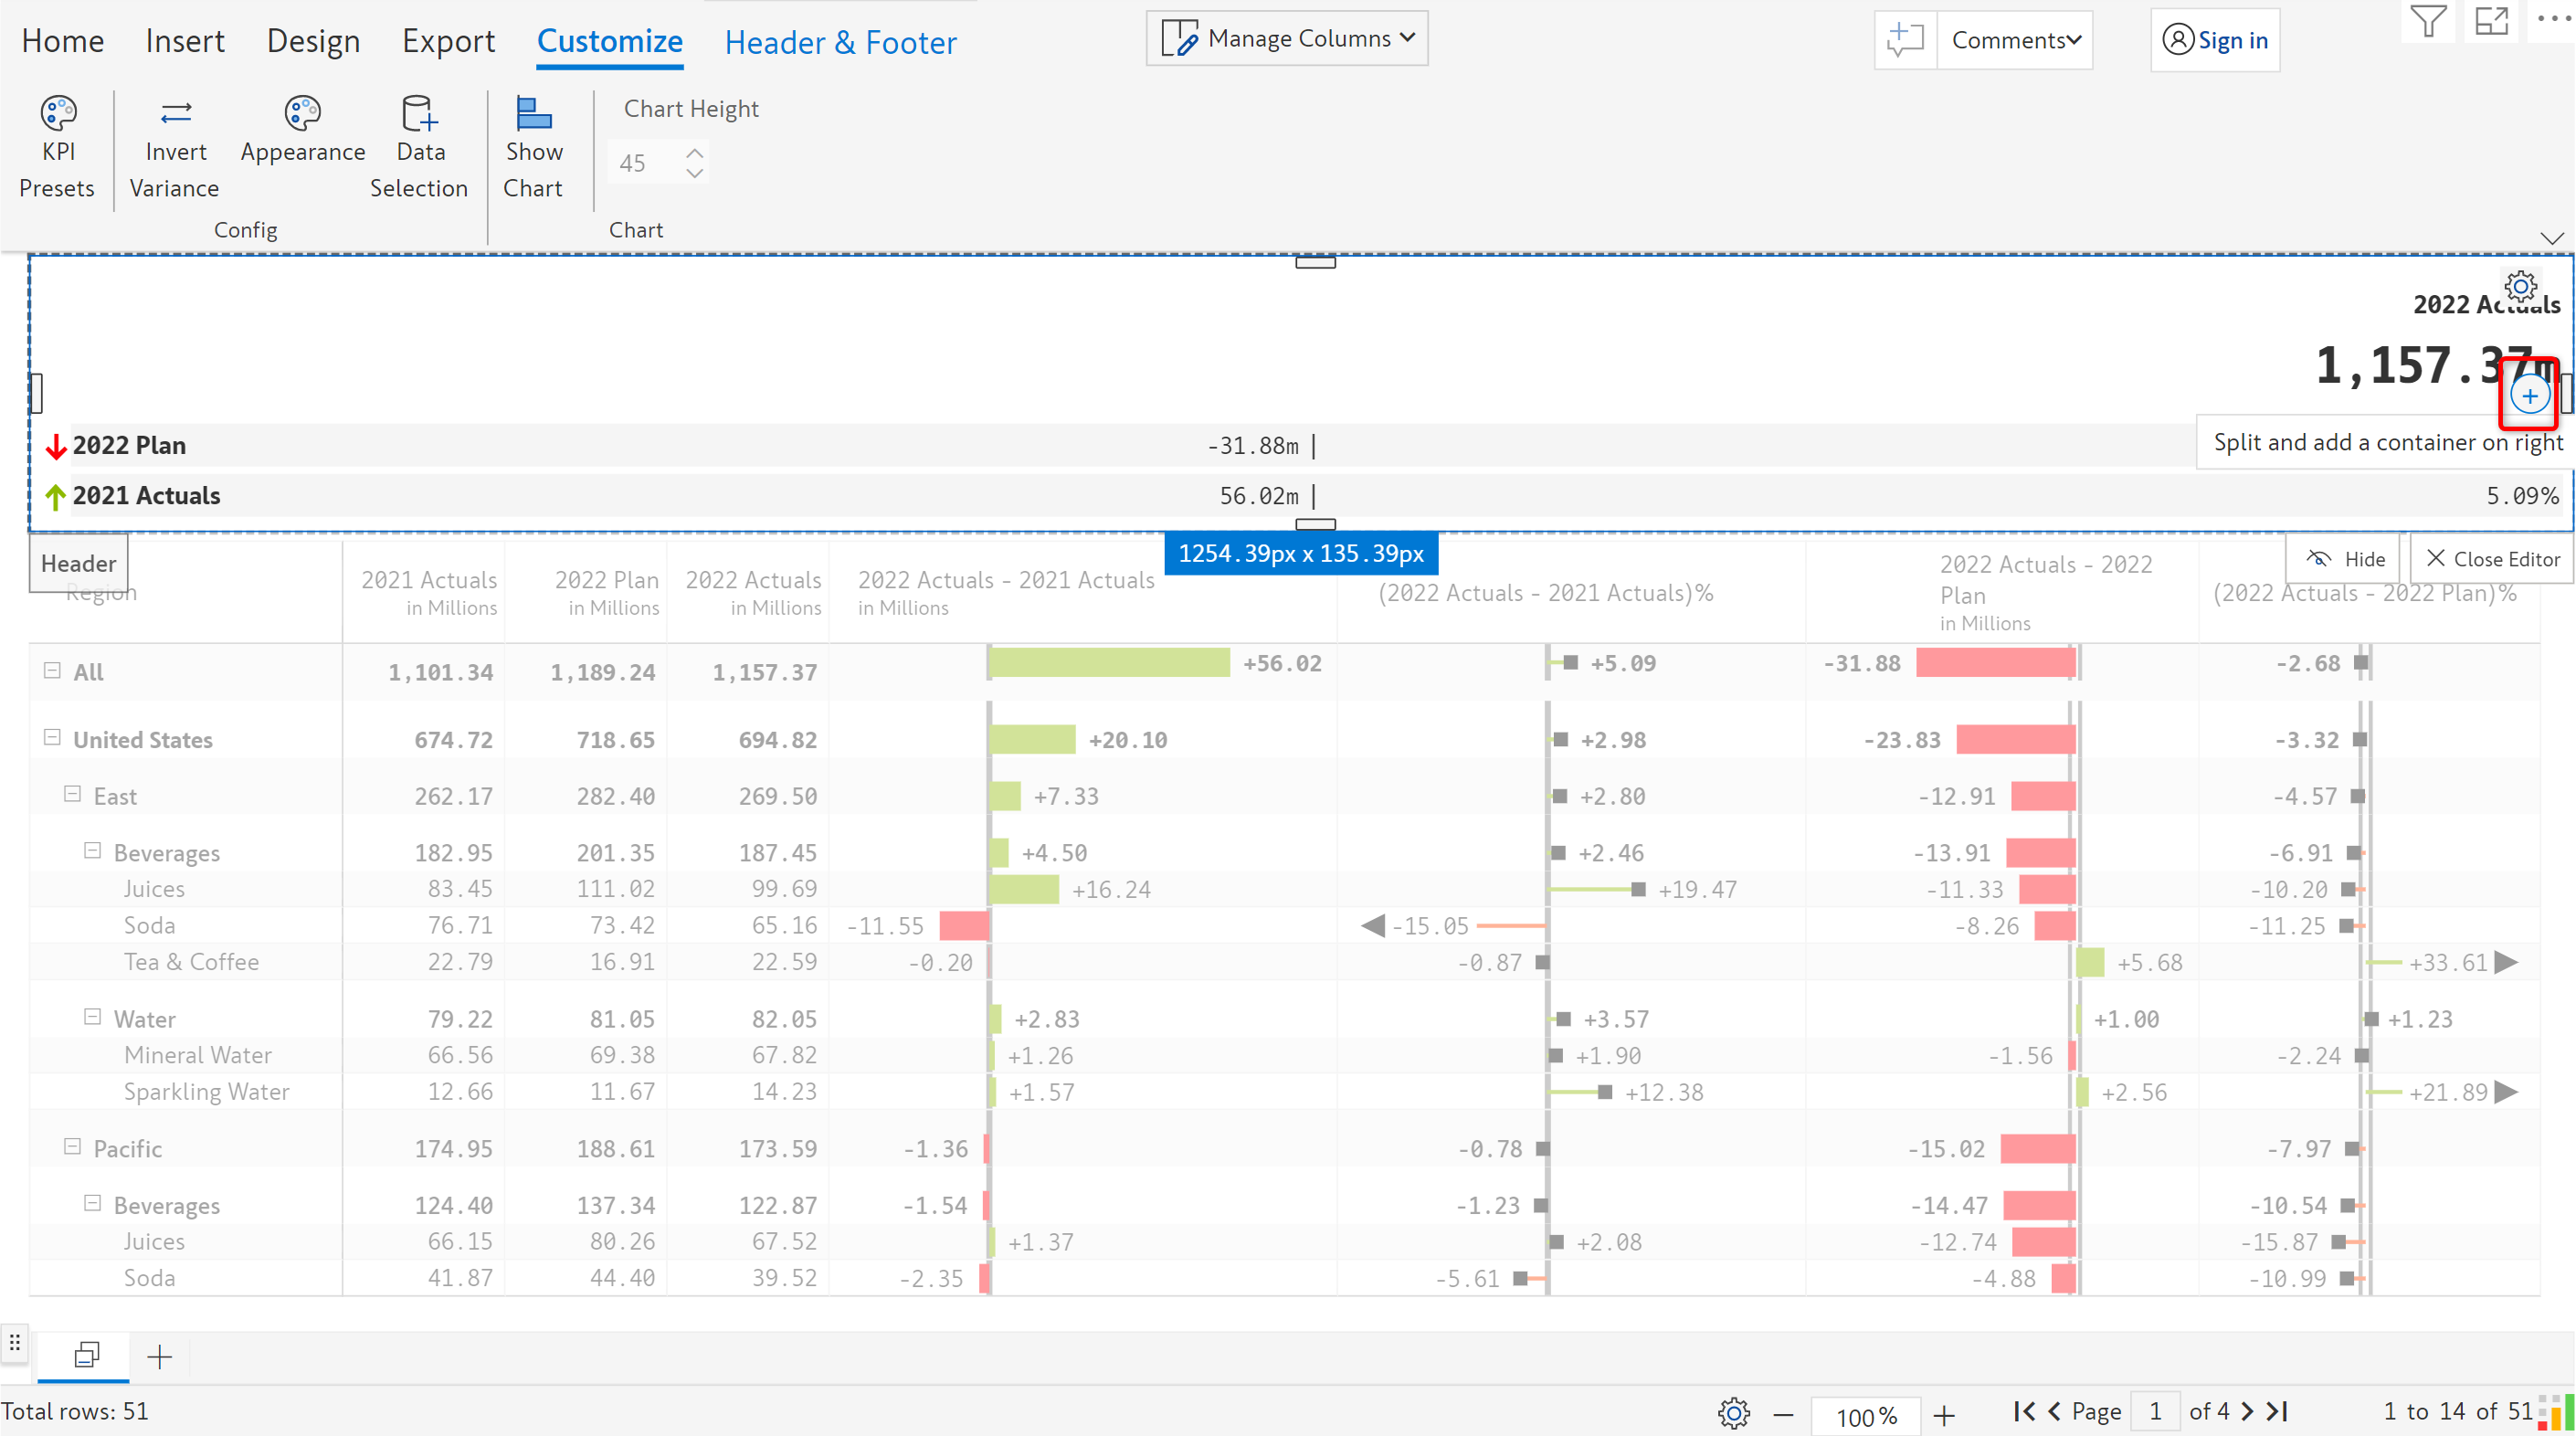 Home Insert Design Export Customize Header & Footer Manage Columns Comments Sign in
KPI Presets
Invert Variance
Appearance
Data Selection
Show Chart
Chart Height
45
Config
Chart
2022 Actuals
1,157.37m
2022 Plan -31.88m
Split and add a container on right
2021 Actuals 56.02m 5.09%
1254.39px x 135.39px
Header
Hide
Close Editor
Region
2021 Actuals
in Millions
2022 Plan
in Millions
2022 Actuals
in Millions
2022 Actuals - 2021 Actuals
in Millions
(2022 Actuals - 2021 Actuals)%
2022 Actuals - 2022
Plan
in Millions
(2022 Actuals - 2022 Plan)%
All 1,101.34 1,189.24 1,157.37 +56.02 +5.09 -31.88 -2.68
United States 674.72 718.65 694.82 +20.10 +2.98 -23.83 -3.32
East 262.17 282.40 269.50 +7.33 +2.80 -12.91 -4.57
Beverages 182.95 201.35 187.45 +4.50 +2.46 -13.91 -6.91
Juices 83.45 111.02 99.69 +16.24 +19.47 -11.33 -10.20
Soda 76.71 73.42 65.16 -11.55 -15.05 -8.26 -11.25
Tea & Coffee 22.79 16.91 22.59 -0.20 -0.87 +5.68 +33.61
Water 79.22 81.05 82.05 +2.83 +3.57 +1.00 +1.23
Mineral Water 66.56 69.38 67.82 +1.26 +1.90 -1.56 -2.24
Sparkling Water 12.66 11.67 14.23 +1.57 +12.38 +2.56 +21.89
Pacific 174.95 188.61 173.59 -1.36 -0.78 -15.02 -7.97
Beverages 124.40 137.34 122.87 -1.54 -1.23 -14.47 -10.54
Juices 66.15 80.26 67.52 +1.37 +2.08 -12.74 -15.87
Soda 41.87 44.40 39.52 -2.35 -5.61 -4.88 -10.99
Total rows: 51 100% Page 1 of 4 1 to 14 of 51